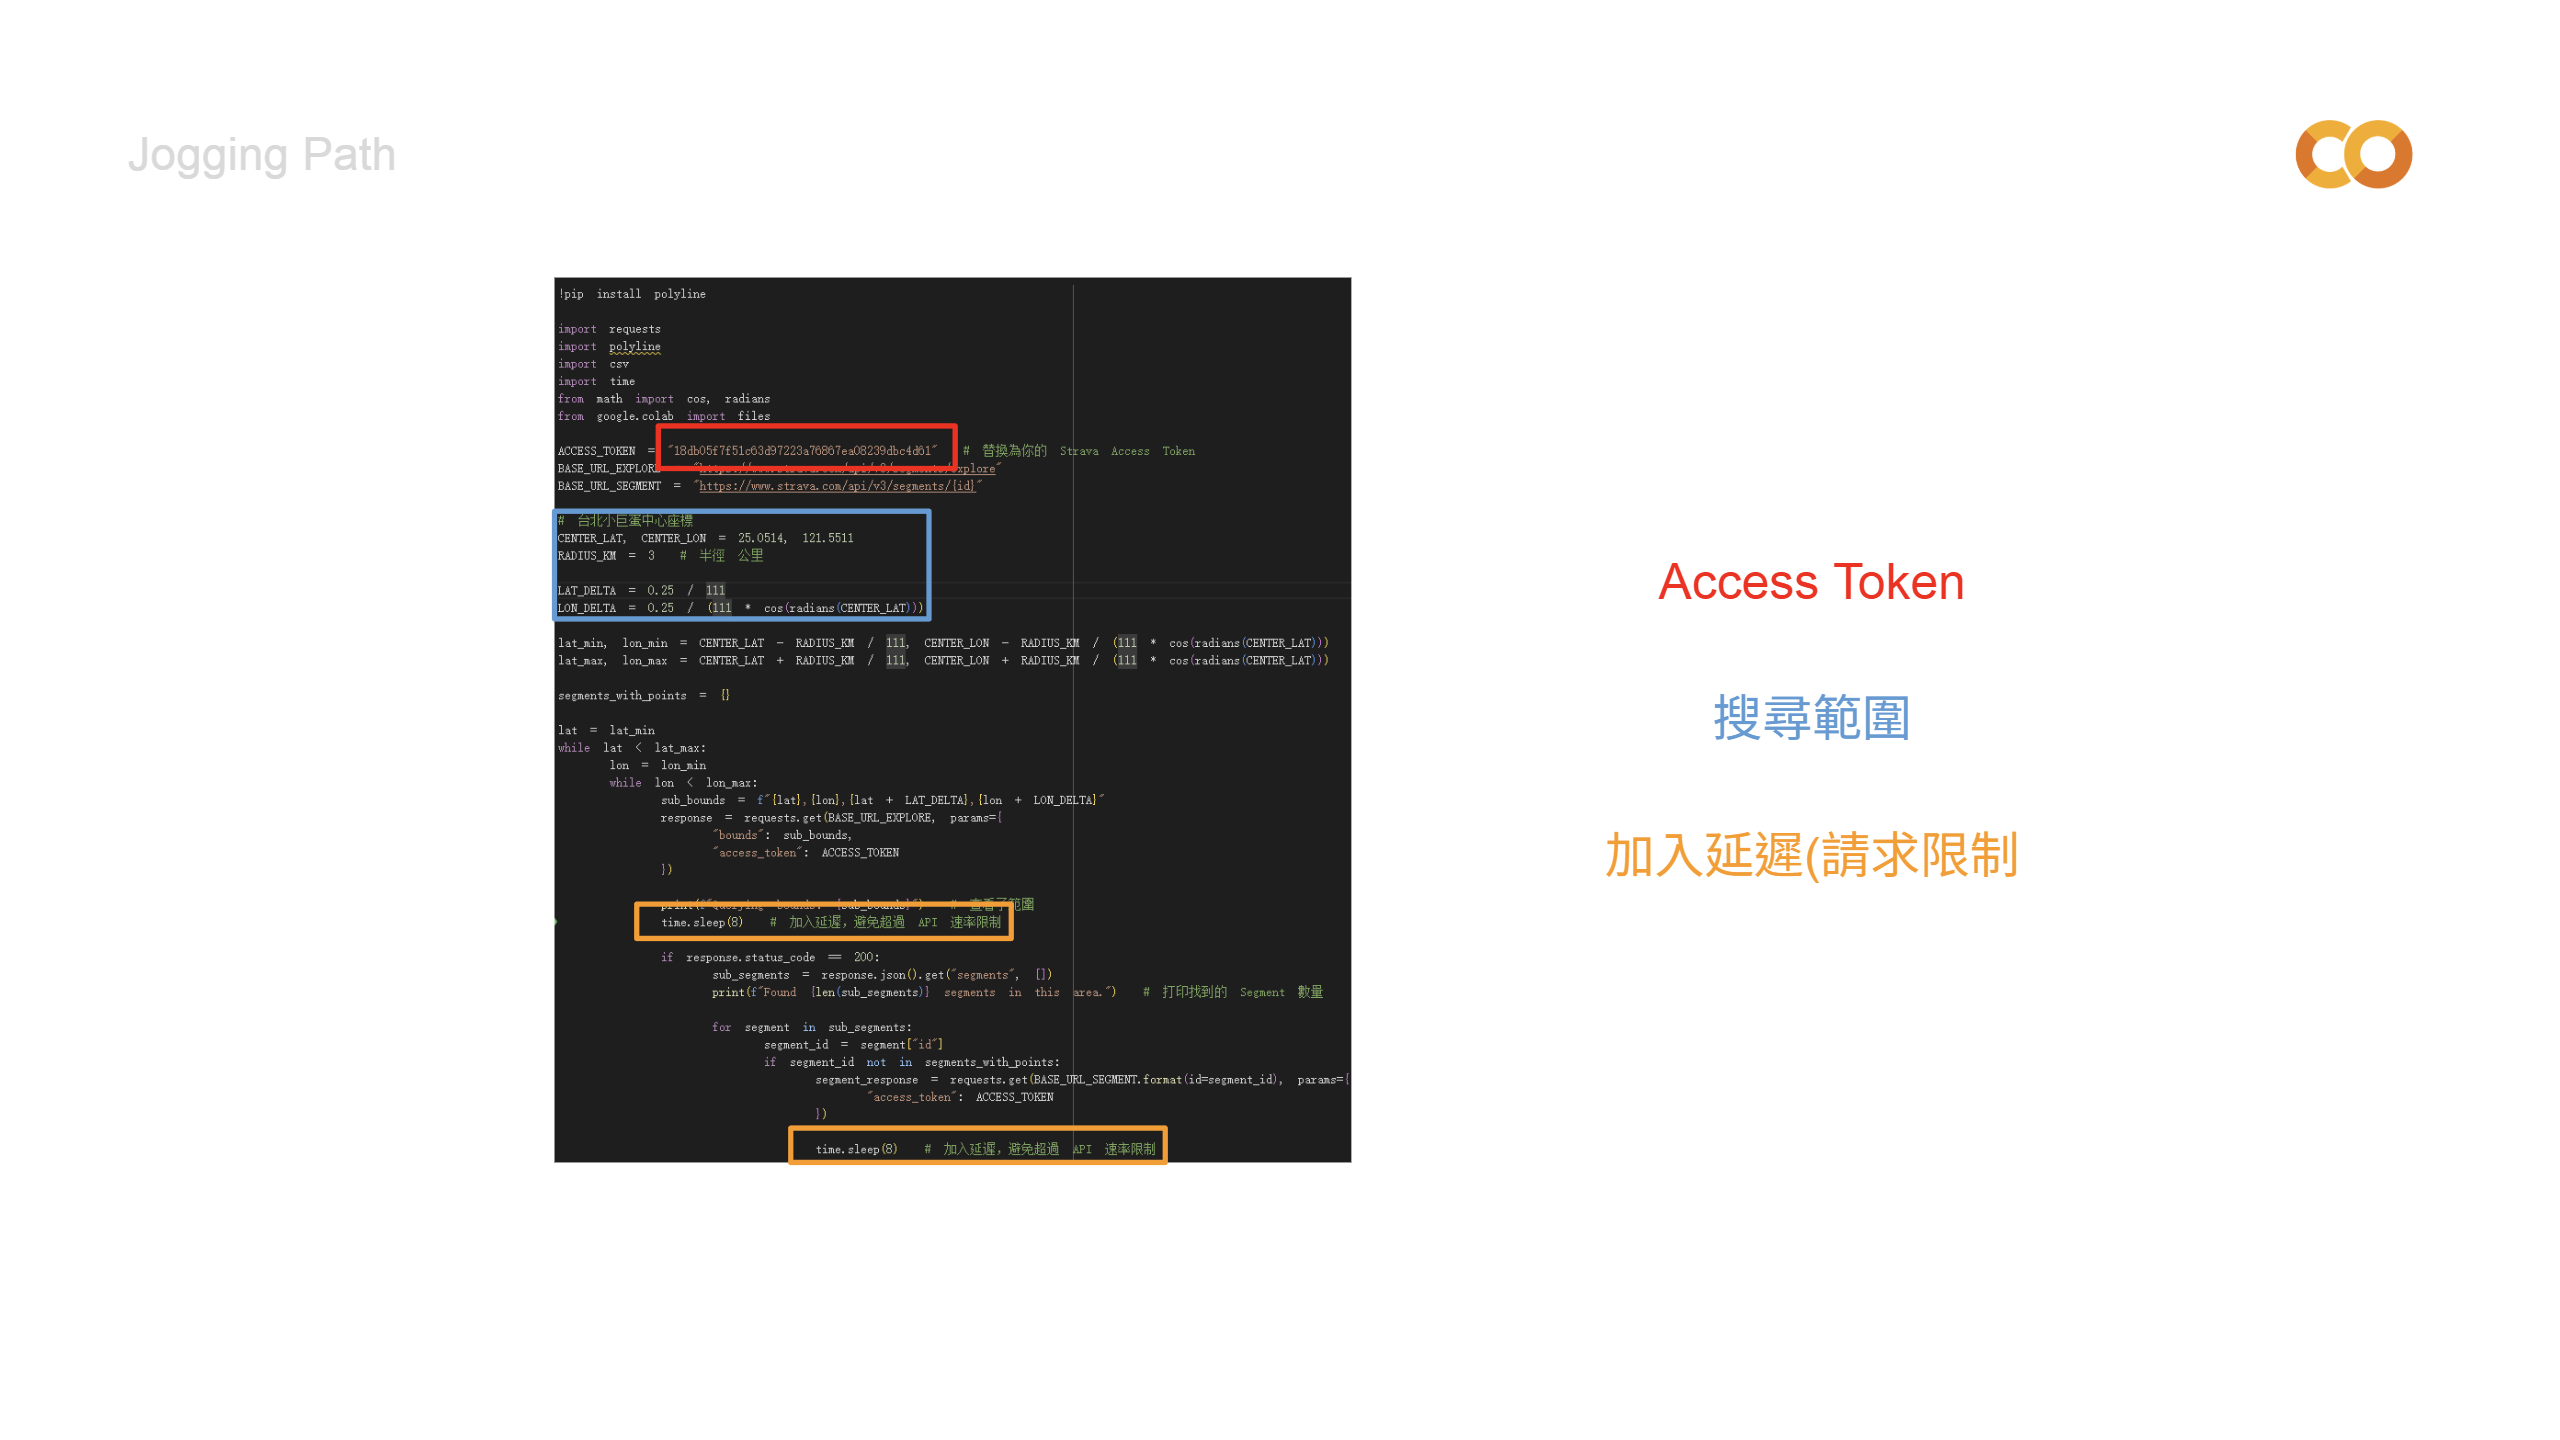 Jogging Path
!pip install polyline
import requests
import polyline
import csv
import time
from math import cos, radians
from google.colab import files
ACCESS_TOKEN = "18db05f7f51c63d97223a76867ea08239dbc4d61" # 替換為你的 Strava Access Token
BASE_URL_EXPLORE "https://www.strava.com/api/v3/segments/explore"
BASE_URL_SEGMENT = "https://www.strava.com/api/v3/segments/{id}"
# 台北小巨蛋中心座標
CENTER_LAT, CENTER_LON = 25.0514, 121.5511
RADIUS_KM = 3 # 半徑 公里
LAT_DELTA = 0.25 / 111
LON_DELTA = 0.25 / (111 * cos(radians(CENTER_LAT)))
lat_min, lon_min = CENTER_LAT - RADIUS_KM / 111, CENTER_LON - RADIUS_KM / (111 * cos(radians(CENTER_LAT)))
lat_max, lon_max = CENTER_LAT + RADIUS_KM / 111, CENTER_LON + RADIUS_KM / (111 * cos(radians(CENTER_LAT)))
segments_with_points = {}
lat = lat_min
while lat < lat_max:
lon = lon_min
while lon < lon_max:
sub_bounds = f"{lat},{lon},{lat + LAT_DELTA},{lon + LON_DELTA}"
response = requests.get(BASE_URL_EXPLORE, params={
"bounds": sub_bounds,
"access_token": ACCESS_TOKEN
})
print(f"Querying bounds: {sub_bounds}") # 查看子範圍
time.sleep(8) # 加入延遲，避免超過 API 速率限制
if response.status_code == 200:
sub_segments = response.json().get("segments", [])
print(f"Found {len(sub_segments)} segments in this area.") # 打印找到的 Segment 數量
for segment in sub_segments:
segment_id = segment["id"]
if segment_id not in segments_with_points:
segment_response = requests.get(BASE_URL_SEGMENT.format(id=segment_id), params={
"access_token": ACCESS_TOKEN
})
time.sleep(8) # 加入延遲，避免超過 API 速率限制
Access Token
搜尋範圍
加入延遲(請求限制